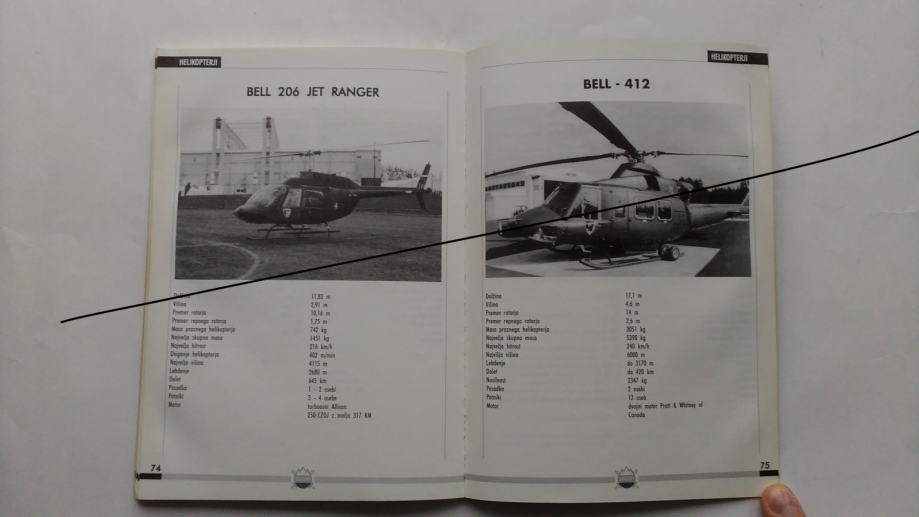 HELIKOPTERJI
BELL 206 JET RANGER
Dolžina 11,82 m
Višina 2,91 m
Premer rotorja 10,16 m
Premer repnega rotorja 1,75 m
Masa praznega helikopterja 742 kg
Največja skupna masa 1451 kg
Največja hitrost 216 km/h
Dviganje helikopterja 402 m/min
Največja višina 4115 m
Lebdenje 2680 m
Dolet 645 km
Posadka 1 - 2 osebi
Potniki 3 - 4 osebe
Motor turboosni Allison
250-CZOJ z močjo 317 KM
74
HELIKOPTERJI
BELL - 412
Dolžina 17,1 m
Višina 4,6 m
Premer rotorja 14 m
Premer repnega rotorja 2,6 m
Masa praznega helikopterja 3051 kg
Največja skupna masa 5398 kg
Največja hitrost 240 km/h
Največja višina 6000 m
Lebdenje do 3170 m
Dolet do 420 km
Nosilnost 2347 kg
Posadka 2 osebi
Potniki 13 oseb
Motor dvojni motor Pratt & Whitney of
Canada
75